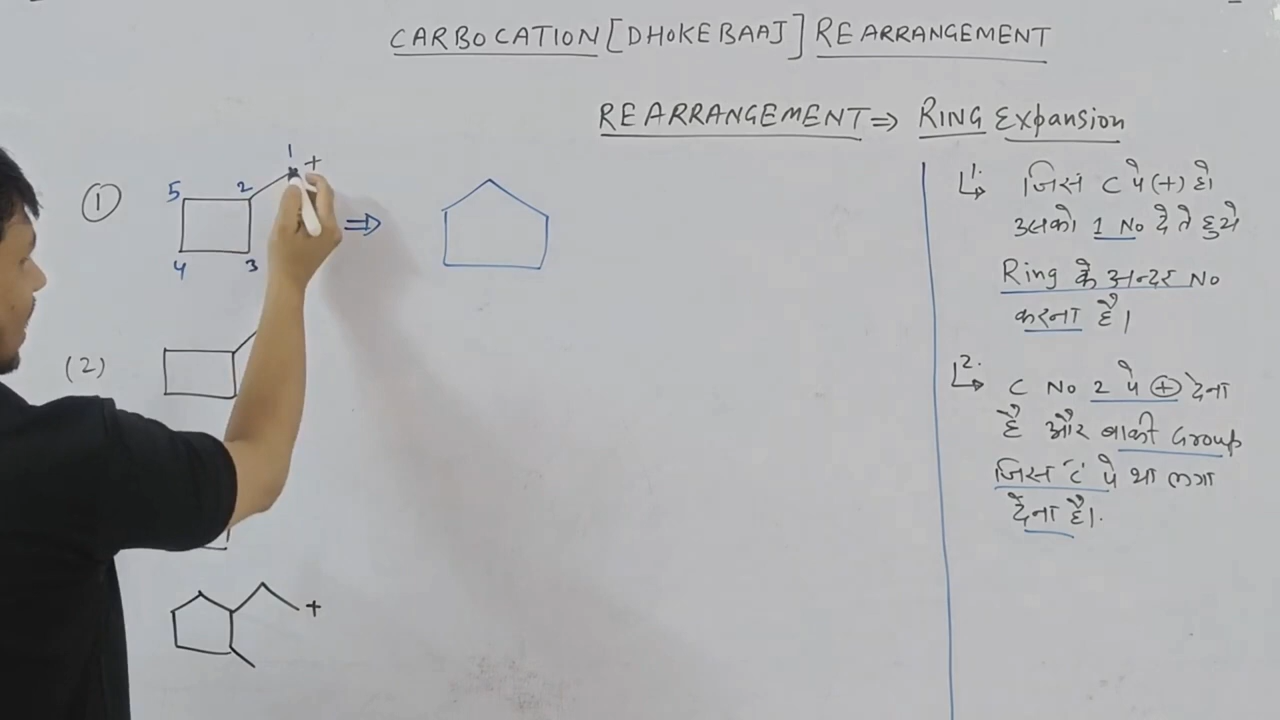 CARBOCATION [DHOKEBAAJ] REARRANGEMENT
REARRANGEMENT ⇒ RING Expansion
① 5 2 1 +
4 3
⇒
(2)
+
1. जिस C पे (+) हो
उसको 1 No देते हुये
Ring के अन्दर No
करना है।
2. C No 2 पे ⊕ देना
है और बाकी Group
जिस 'C' पे था लगा
देना है।.